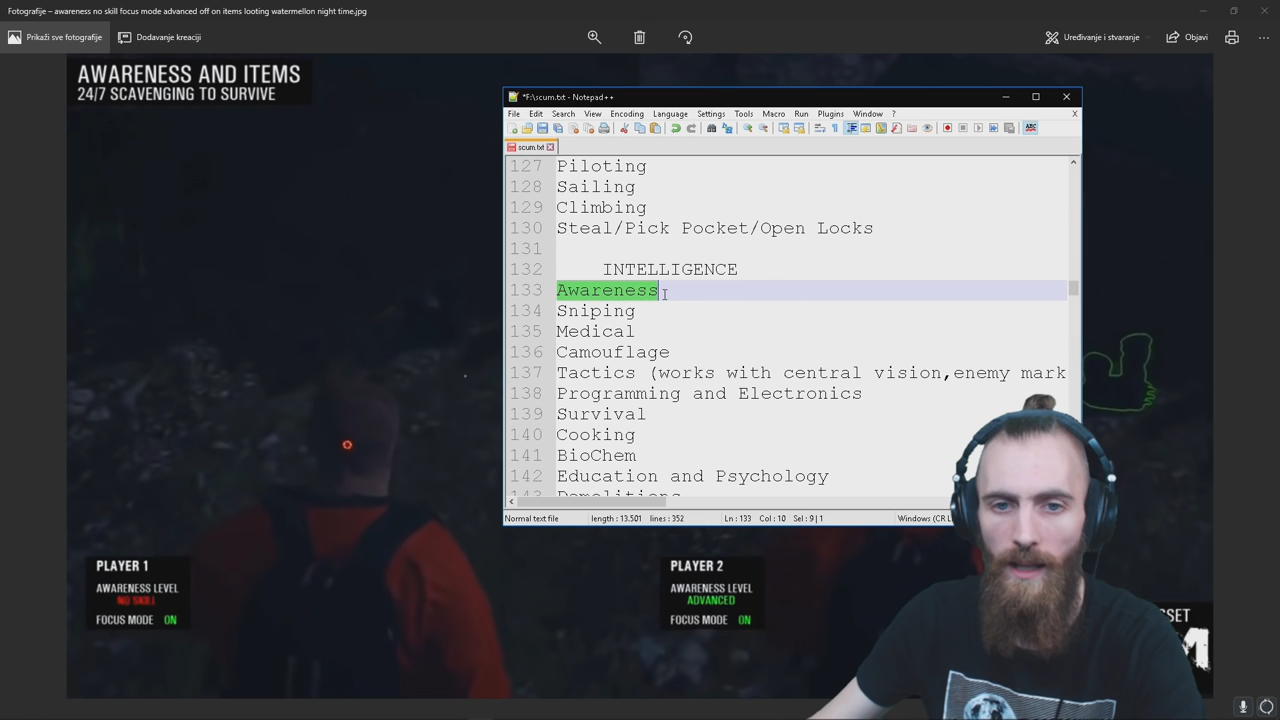 Fotografije – awareness no skill focus mode advanced off on items looting watermellon night time.jpg
Prikaži sve fotografije
Dodavanje kreaciji
Uređivanje i stvaranje
Objavi
AWARENESS AND ITEMS
24/7 SCAVENGING TO SURVIVE
*F:\scum.txt - Notepad++
File Edit Search View Encoding Language Settings Tools Macro Run Plugins Window ? X
scum.txt
127 Piloting
128 Sailing
129 Climbing
130 Steal/Pick Pocket/Open Locks
131
132 INTELLIGENCE
133 Awareness
134 Sniping
135 Medical
136 Camouflage
137 Tactics (works with central vision,enemy mark
138 Programming and Electronics
139 Survival
140 Cooking
141 BioChem
142 Education and Psychology
143 Demolitions
Normal text file length : 13.501 lines : 352 Ln : 133 Col : 10 Sel : 9 | 1 Windows (CR L
PLAYER 1
AWARENESS LEVEL
NO SKILL
FOCUS MODE ON
PLAYER 2
AWARENESS LEVEL
ADVANCED
FOCUS MODE ON
SSET